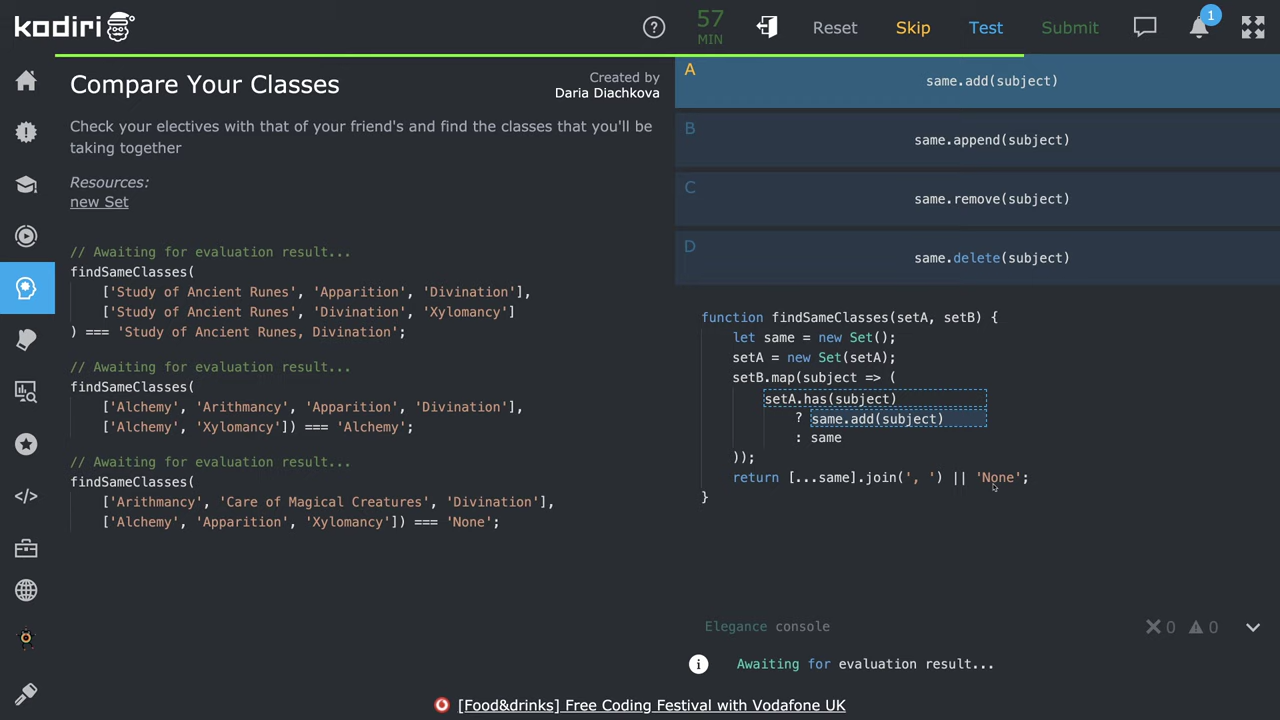 kodiri
?
57
MIN
Reset
Skip
Test
Submit
1
Compare Your Classes
Created by
Daria Diachkova
Check your electives with that of your friend's and find the classes that you'll be
taking together
Resources:
new Set
// Awaiting for evaluation result...
findSameClasses(
['Study of Ancient Runes', 'Apparition', 'Divination'],
['Study of Ancient Runes', 'Divination', 'Xylomancy']
) === 'Study of Ancient Runes, Divination';
// Awaiting for evaluation result...
findSameClasses(
['Alchemy', 'Arithmancy', 'Apparition', 'Divination'],
['Alchemy', 'Xylomancy']) === 'Alchemy';
// Awaiting for evaluation result...
findSameClasses(
['Arithmancy', 'Care of Magical Creatures', 'Divination'],
['Alchemy', 'Apparition', 'Xylomancy']) === 'None';
A
same.add(subject)
B
same.append(subject)
C
same.remove(subject)
D
same.delete(subject)
function findSameClasses(setA, setB) {
let same = new Set();
setA = new Set(setA);
setB.map(subject => (
setA.has(subject)
? same.add(subject)
: same
));
return [...same].join(', ') || 'None';
}
Elegance console
0
0
Awaiting for evaluation result...
[Food&drinks] Free Coding Festival with Vodafone UK